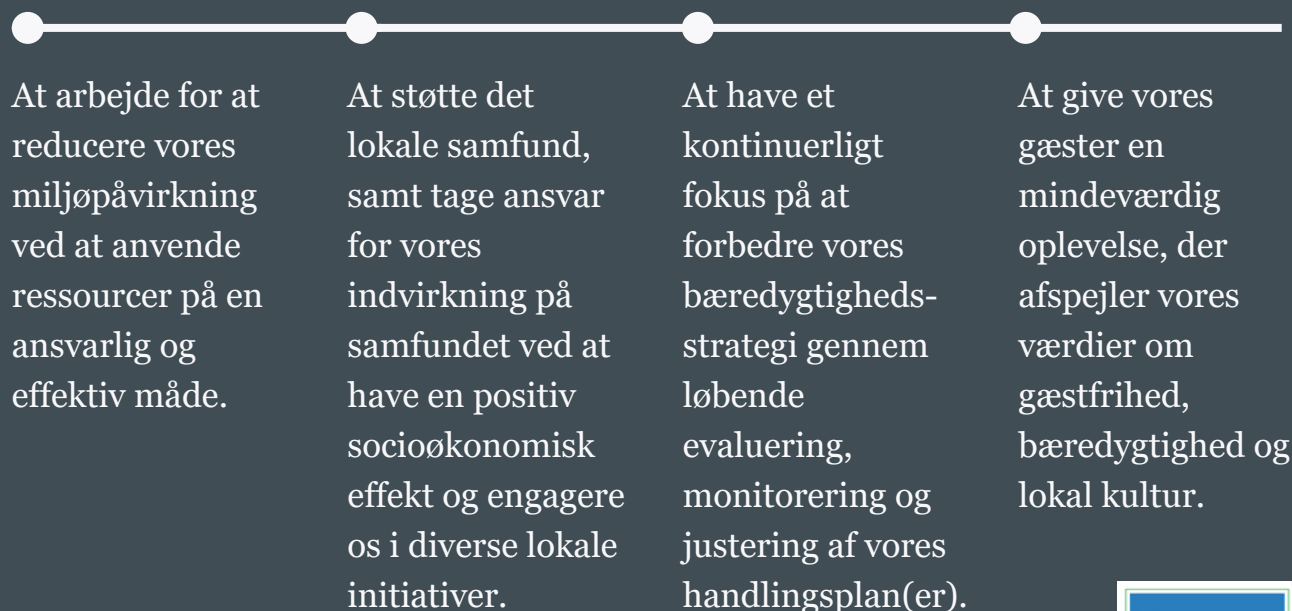 At arbejde for at
reducere vores
miljøpåvirkning
ved at anvende
ressourcer på en
ansvarlig og
effektiv måde.
At støtte det
lokale samfund,
samt tage ansvar
for vores
indvirkning på
samfundet ved at
have en positiv
socioøkonomisk
effekt og engagere
os i diverse lokale
initiativer.
At have et
kontinuerligt
fokus på at
forbedre vores
bæredygtigheds-
strategi gennem
løbende
evaluering,
monitorering og
justering af vores
handlingsplan(er).
At give vores
gæster en
mindeværdig
oplevelse, der
afspejler vores
værdier om
gæstfrihed,
bæredygtighed og
lokal kultur.